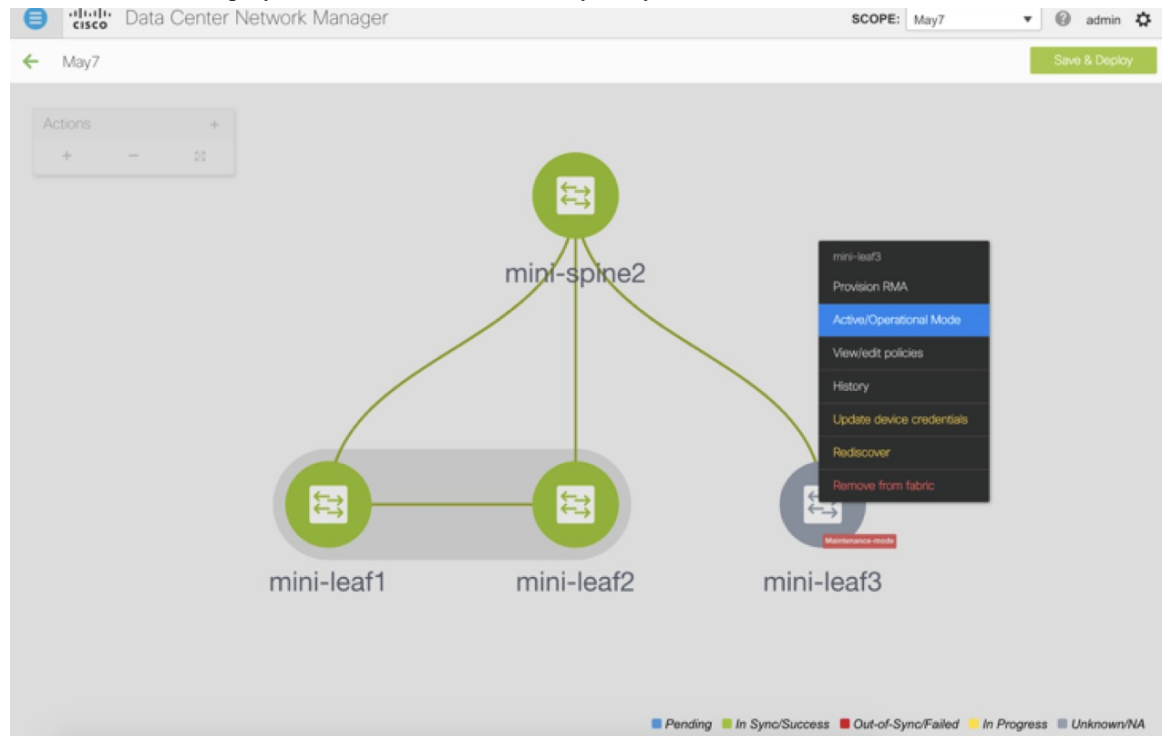 CISCO Data Center Network Manager SCOPE: May7 admin
May7 Save & Deploy
Actions
mini-spine2
mini-leaf3
Provision RMA
Active/Operational Mode
View/edit policies
History
Update device credentials
Rediscover
Remove from fabric
Maintenance-mode
mini-leaf1 mini-leaf2 mini-leaf3
Pending In Sync/Success Out-of-Sync/Failed In Progress Unknown/NA